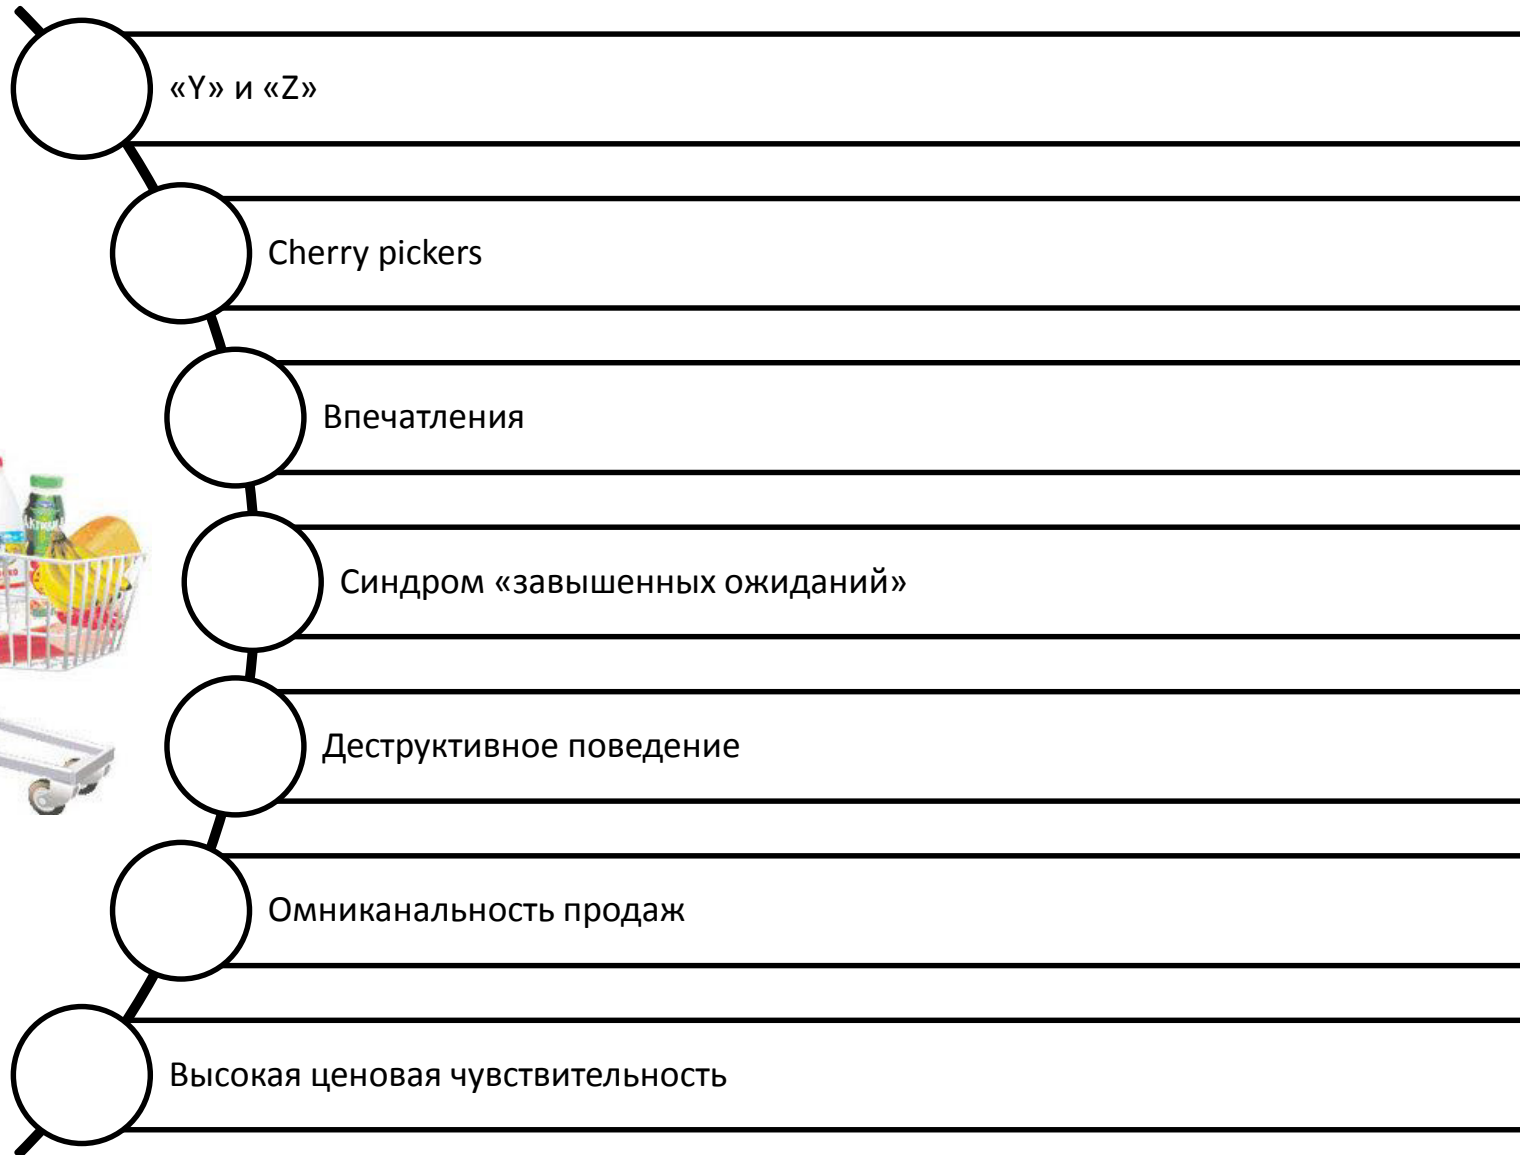 «Y» и «Z»
Cherry pickers
Впечатления
Синдром «завышенных ожиданий»
Деструктивное поведение
Омниканальность продаж
Высокая ценовая чувствительность